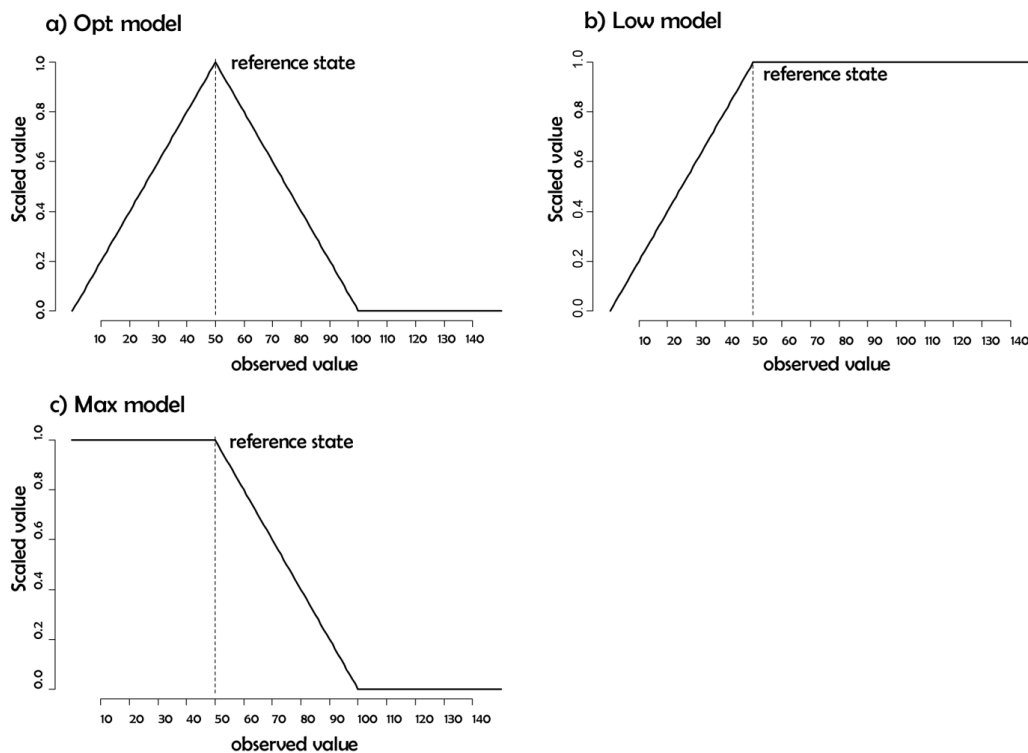 a) Opt model
reference state
Scaled value
1.0
0.8
0.6
0.4
0.2
0.0
10 20 30 40 50 60 70 80 90 100 110 120 130 140
observed value
b) Low model
reference state
Scaled value
1.0
0.8
0.6
0.4
0.2
0.0
10 20 30 40 50 60 70 80 90 100 110 120 130 140
observed value
c) Max model
reference state
Scaled value
1.0
0.8
0.6
0.4
0.2
0.0
10 20 30 40 50 60 70 80 90 100 110 120 130 140
observed value